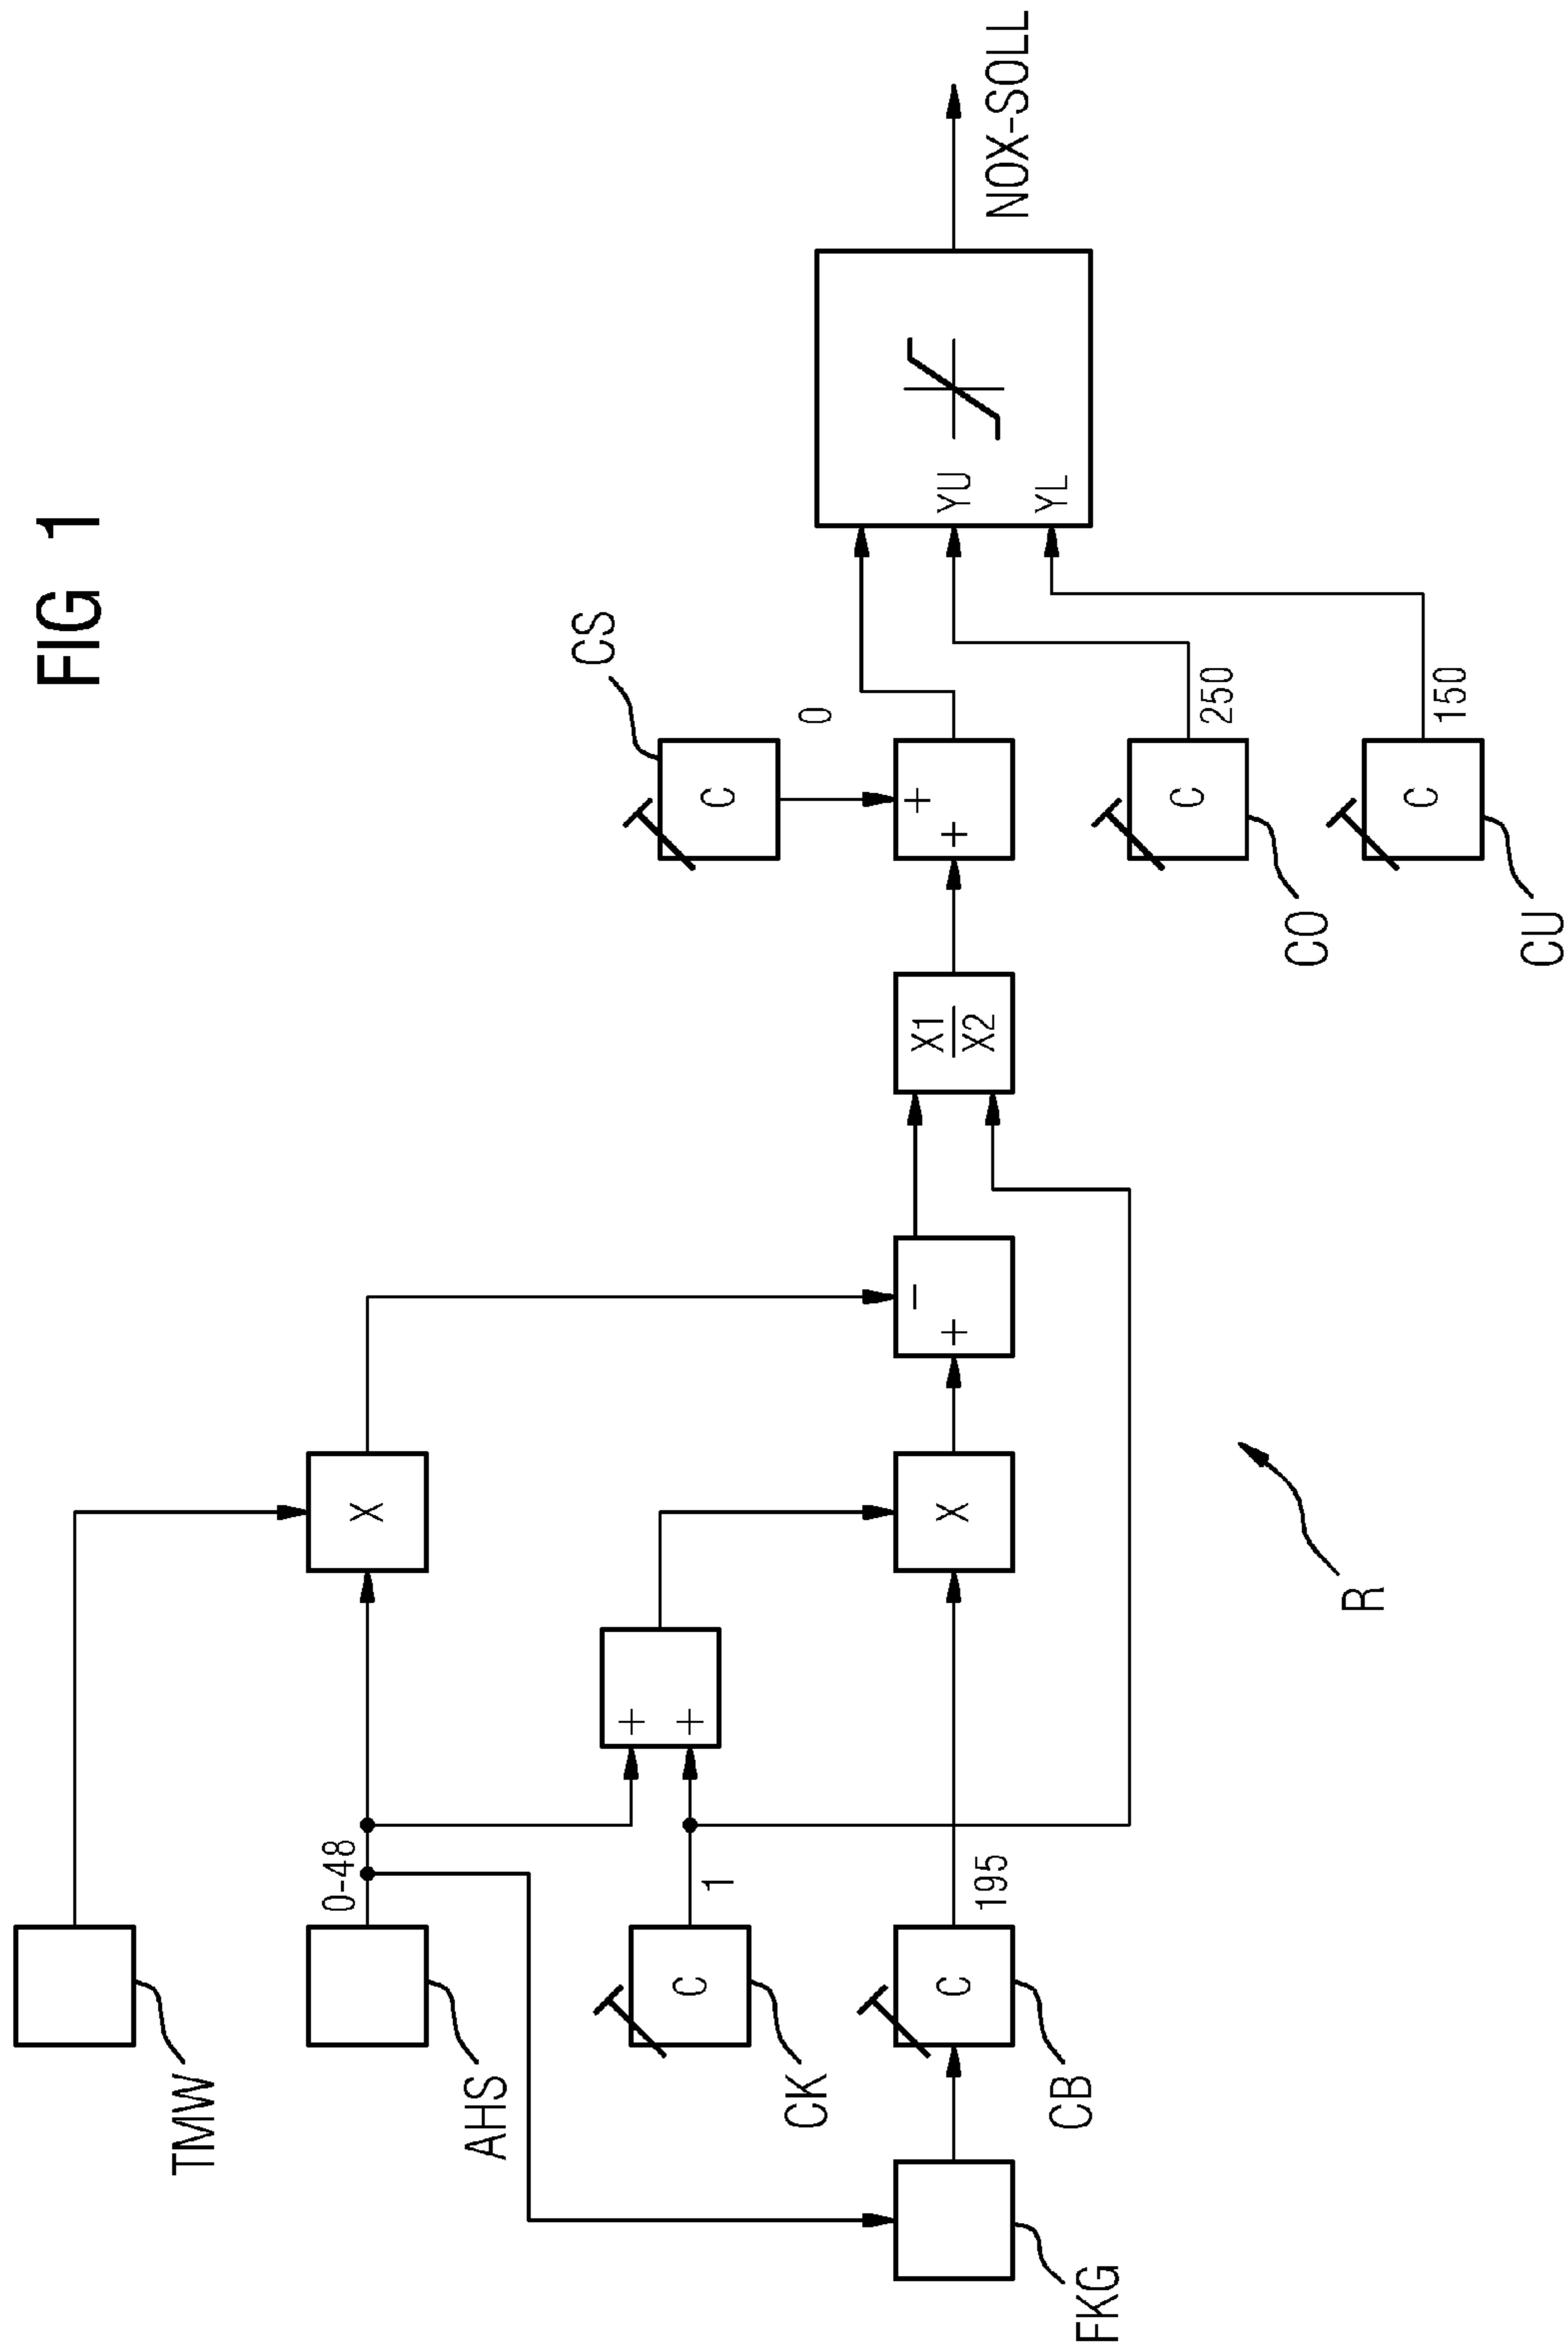 FIG 1
TMW
AHS
0-48
X
CK
C
1
+
+
FKG
CB
C
195
X
−
+
X1
X2
CS
C
0
+
+
CO
C
250
CU
C
150
YU
YL
NOX-SOLL
R